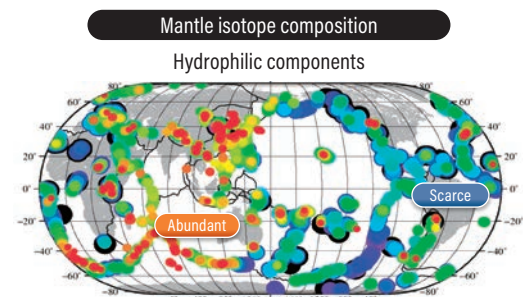 Mantle isotope composition
Hydrophilic components
80˚ 80˚
60˚ 60˚
40˚ 40˚
20˚ 20˚
0˚ 0˚
Scarce
−20˚ −20˚
Abundant
−40˚ −40˚
−60˚ −60˚
−80˚ −80˚